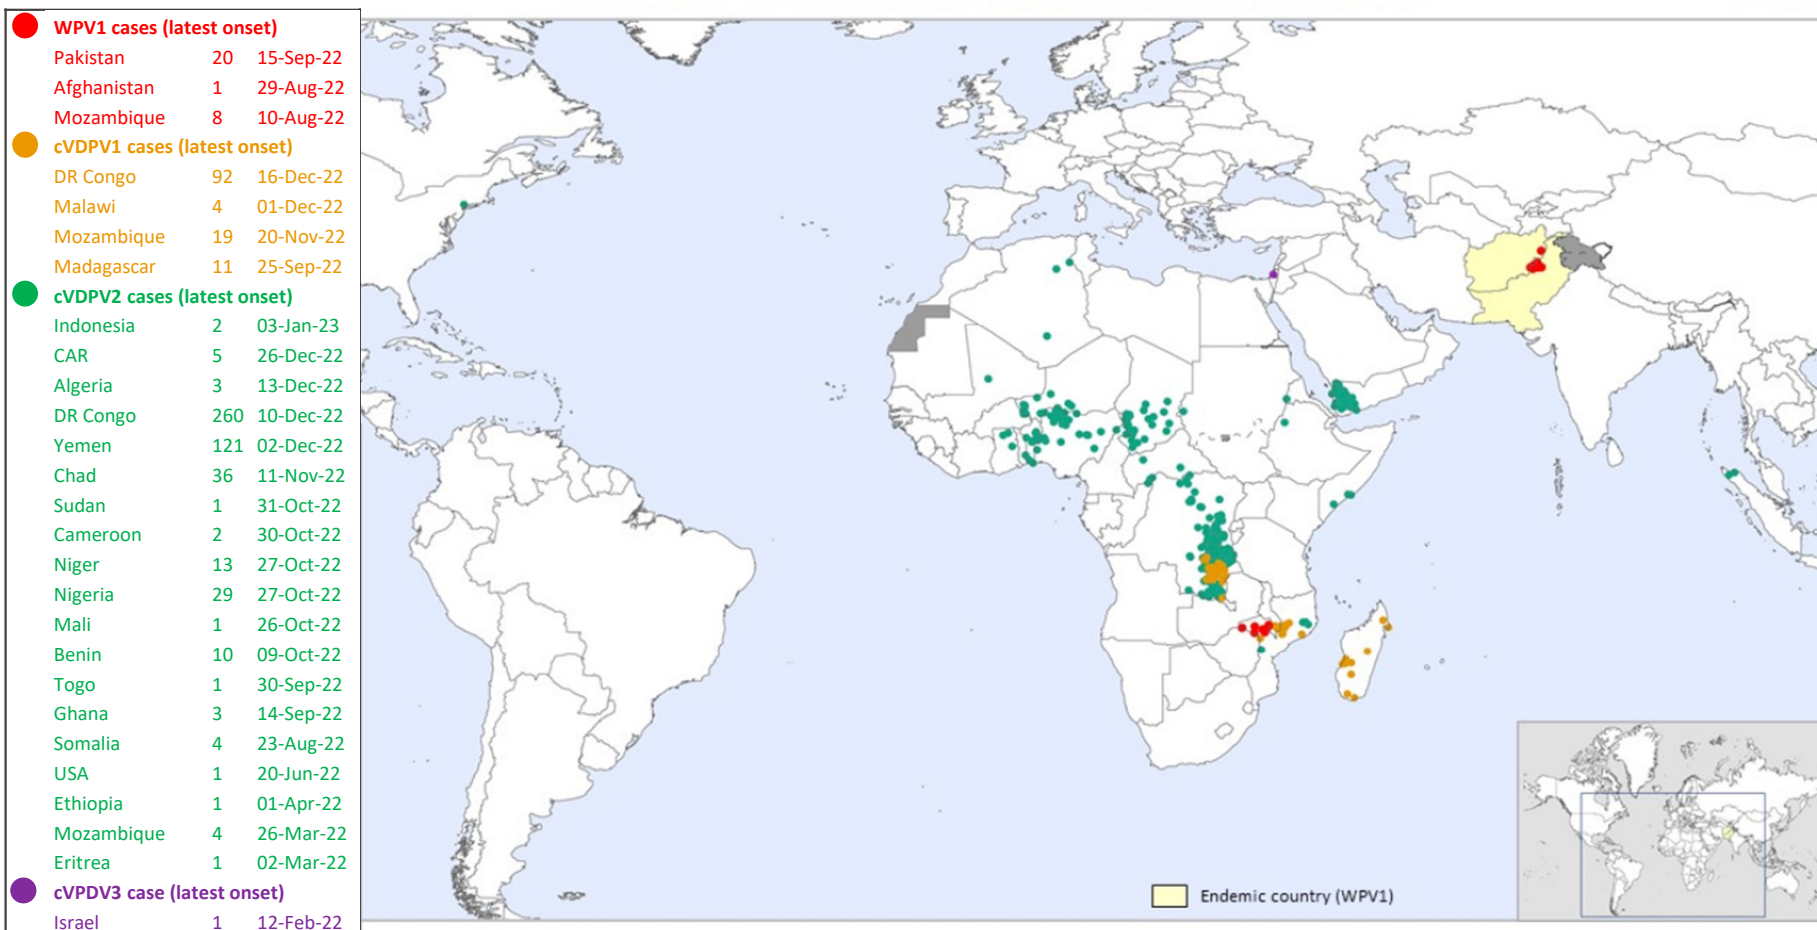 WPV1 cases (latest onset)
Pakistan 20 15-Sep-22
Afghanistan 1 29-Aug-22
Mozambique 8 10-Aug-22
cVDPV1 cases (latest onset)
DR Congo 92 16-Dec-22
Malawi 4 01-Dec-22
Mozambique 19 20-Nov-22
Madagascar 11 25-Sep-22
cVDPV2 cases (latest onset)
Indonesia 2 03-Jan-23
CAR 5 26-Dec-22
Algeria 3 13-Dec-22
DR Congo 260 10-Dec-22
Yemen 121 02-Dec-22
Chad 36 11-Nov-22
Sudan 1 31-Oct-22
Cameroon 2 30-Oct-22
Niger 13 27-Oct-22
Nigeria 29 27-Oct-22
Mali 1 26-Oct-22
Benin 10 09-Oct-22
Togo 1 30-Sep-22
Ghana 3 14-Sep-22
Somalia 4 23-Aug-22
USA 1 20-Jun-22
Ethiopia 1 01-Apr-22
Mozambique 4 26-Mar-22
Eritrea 1 02-Mar-22
cVPDV3 case (latest onset)
Israel 1 12-Feb-22
Endemic country (WPV1)